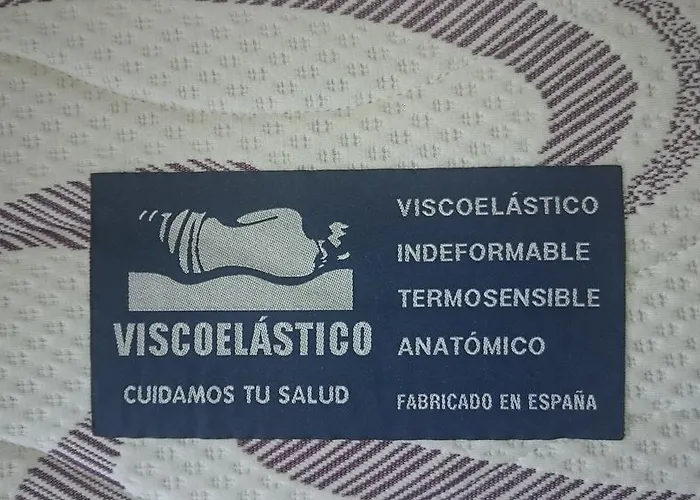 VISCOELÁSTICO
CUIDAMOS TU SALUD
VISCOELÁSTICO
INDEFORMABLE
TERMOSENSIBLE
ANATÓMICO
FABRICADO EN ESPAÑA